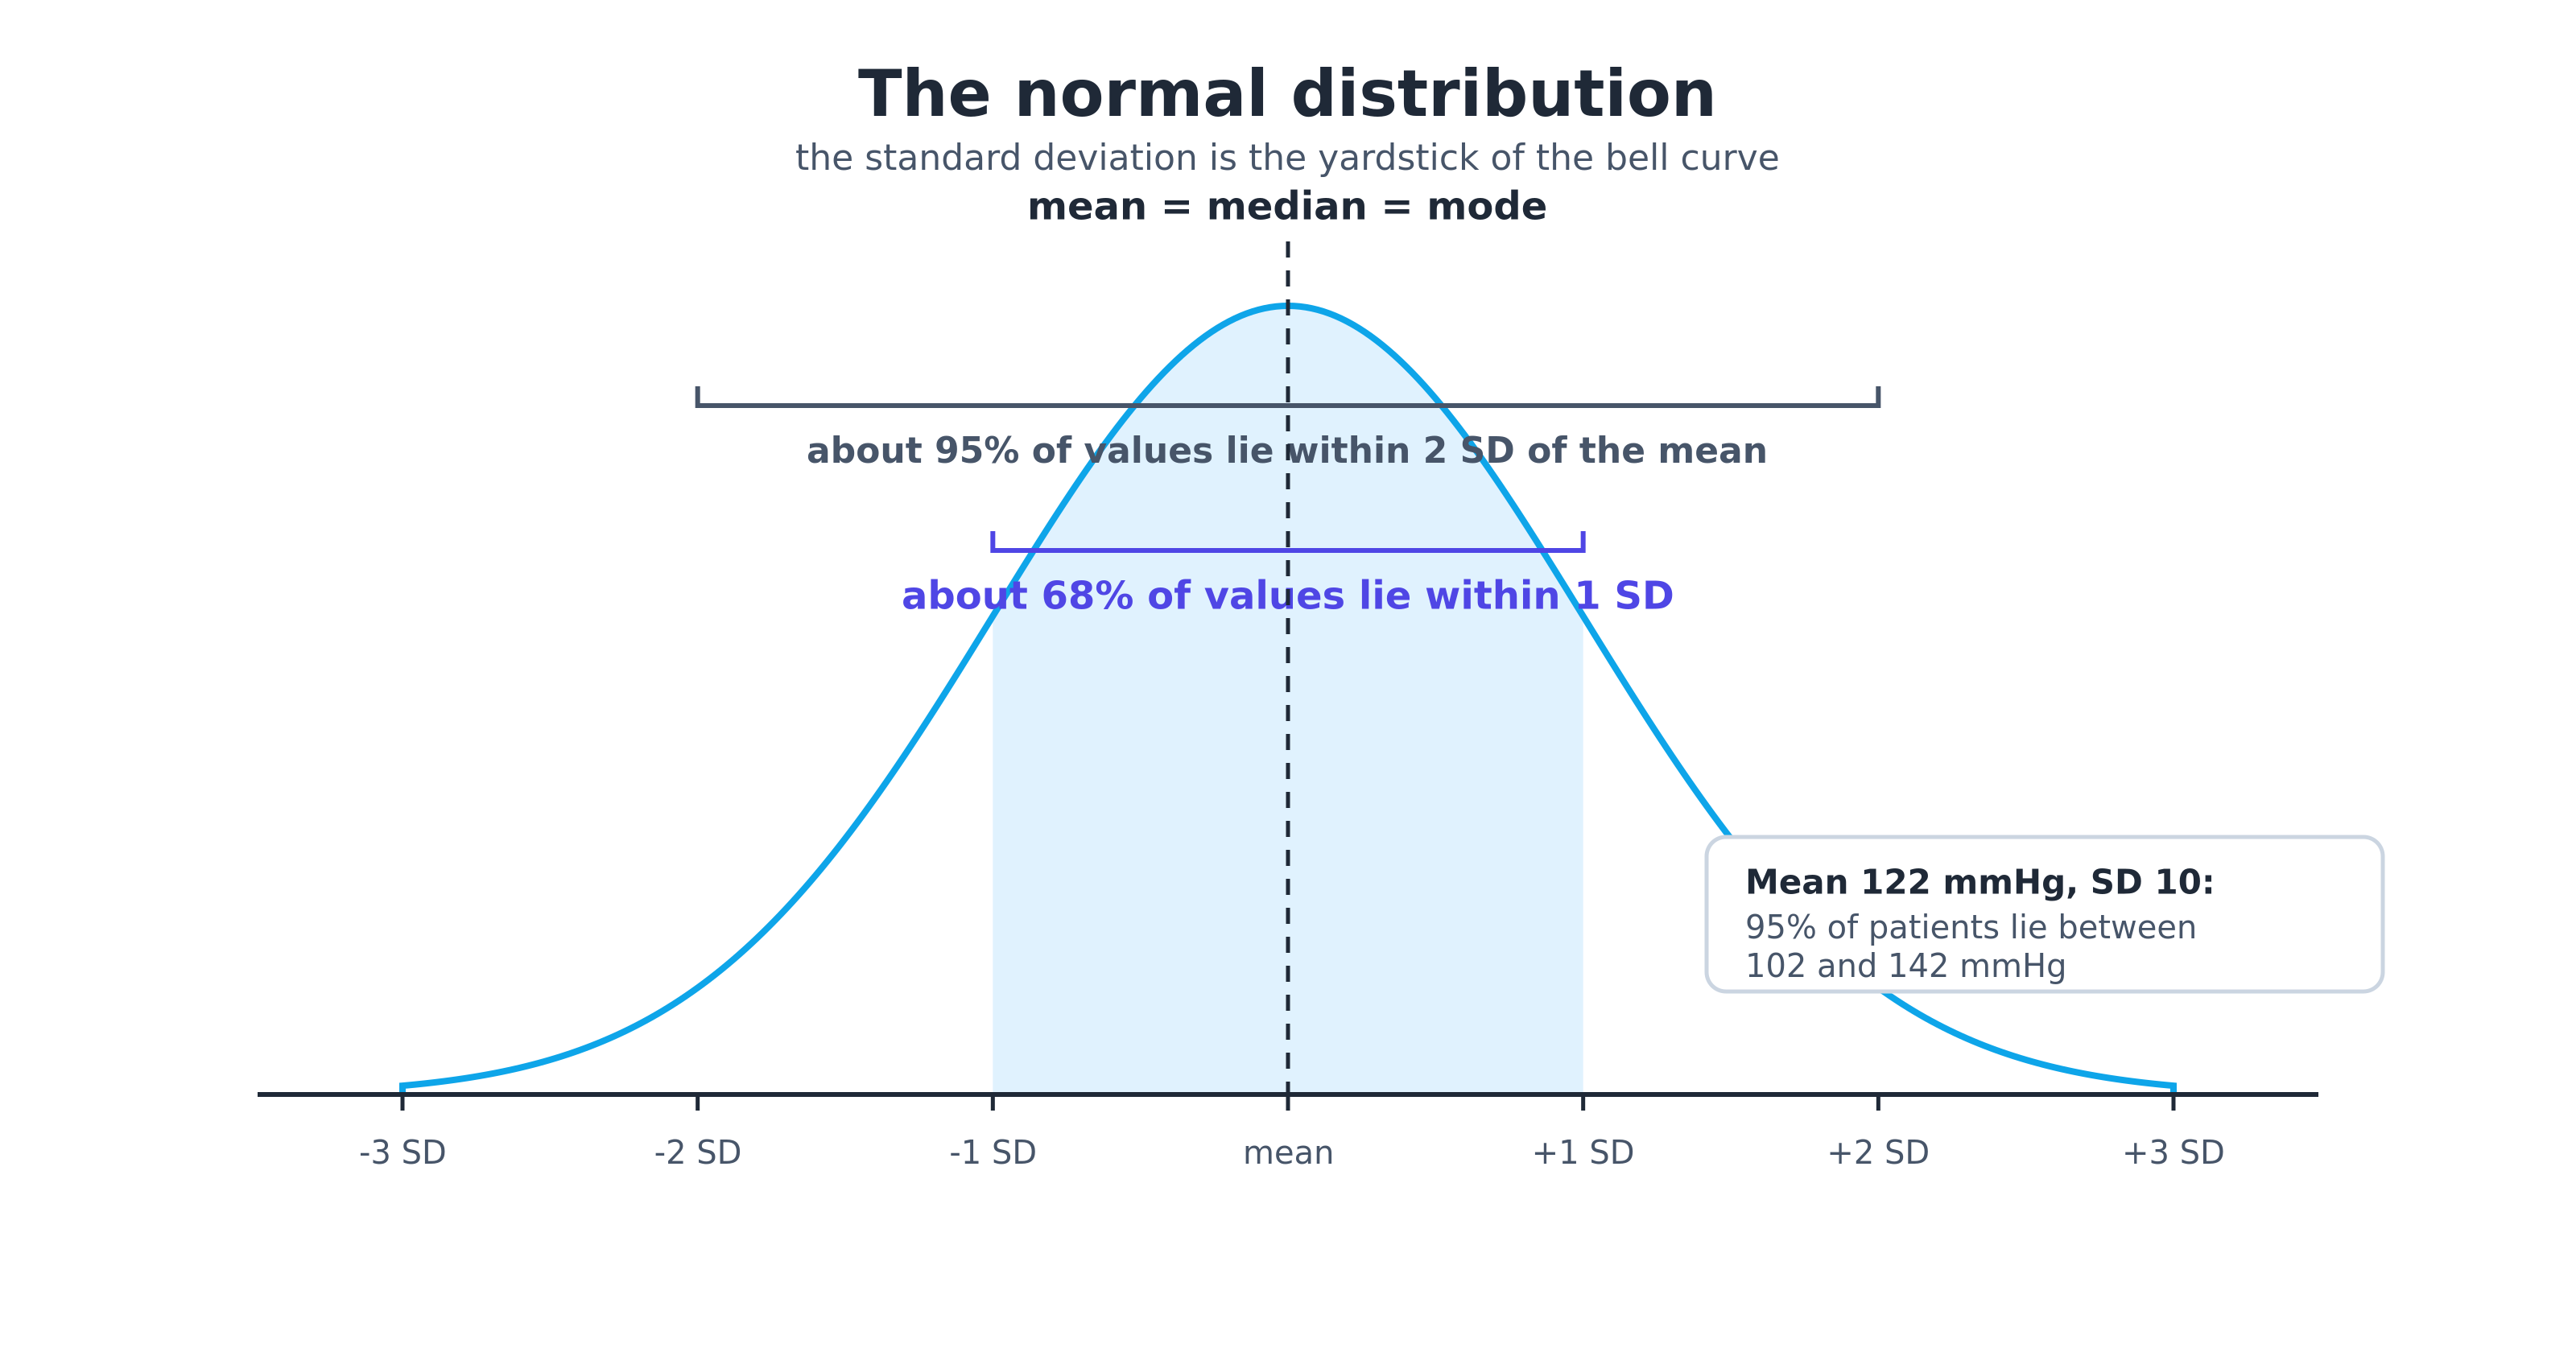 The normal distribution
the standard deviation is the yardstick of the bell curve
mean = median = mode
about 95% of values lie within 2 SD of the mean
about 68% of values lie within 1 SD
Mean 122 mmHg, SD 10:
95% of patients lie between
102 and 142 mmHg
-3 SD
-2 SD
-1 SD
mean
+1 SD
+2 SD
+3 SD